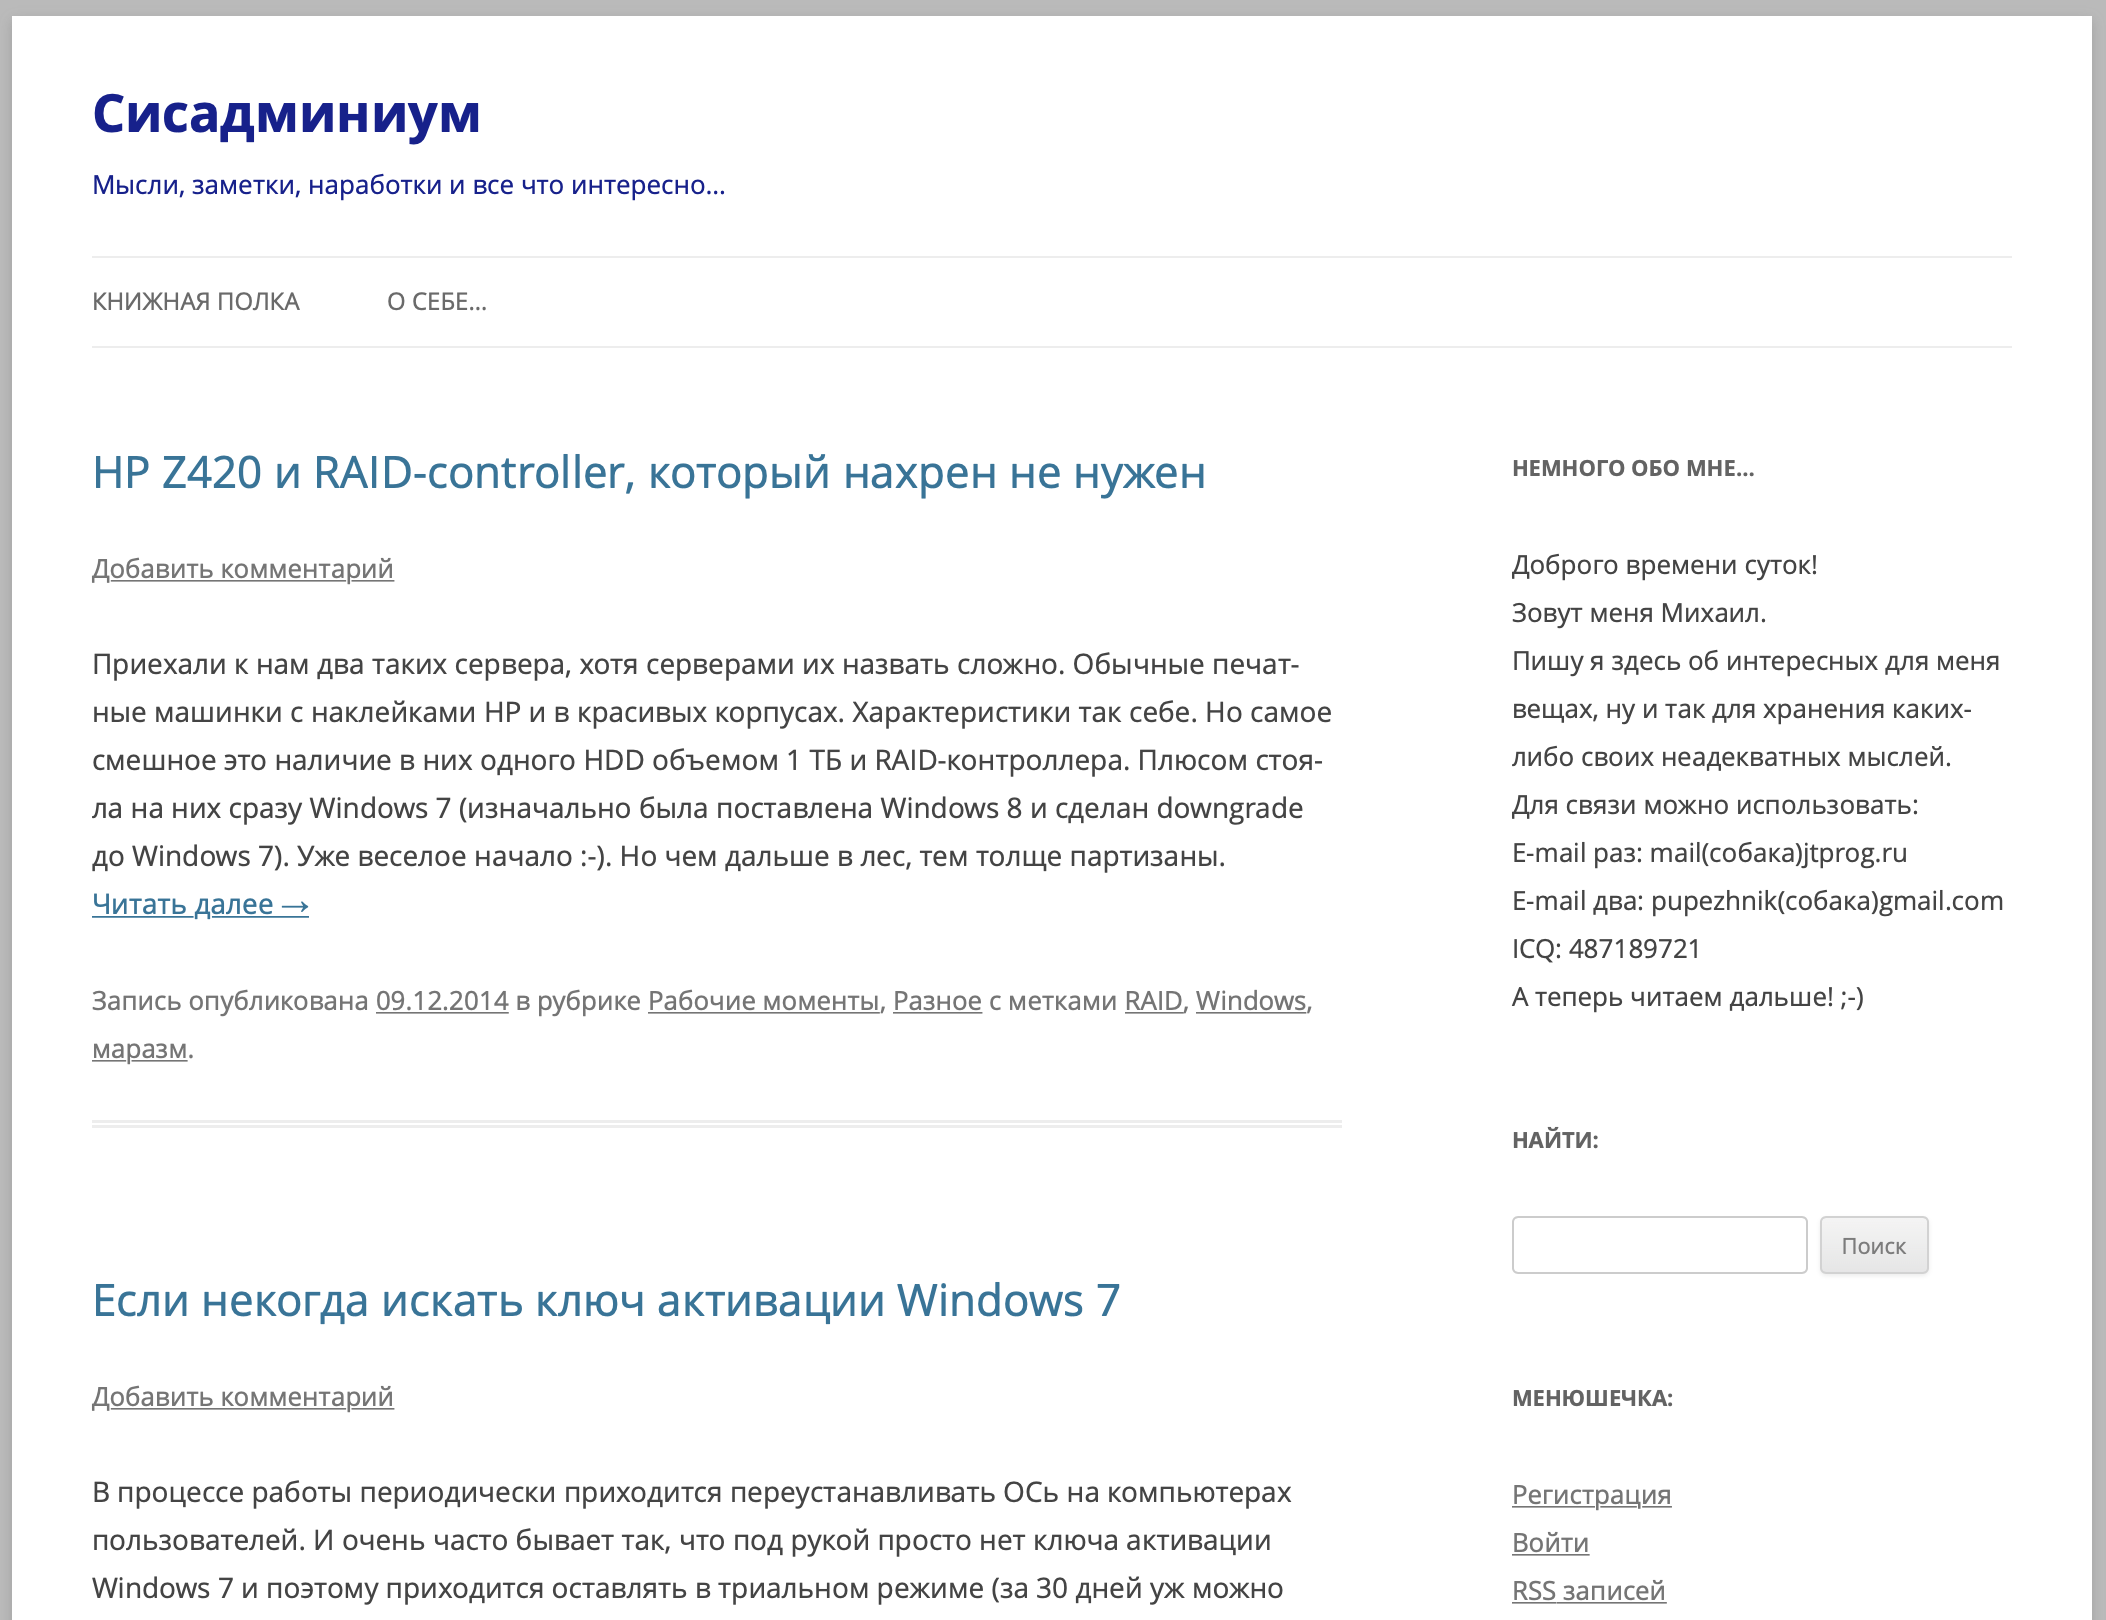 Сисадминиум
Мысли, заметки, наработки и все что интересно…
КНИЖНАЯ ПОЛКА
О СЕБЕ…
HP Z420 и RAID-controller, который нахрен не нужен
Добавить комментарий
Приехали к нам два таких сервера, хотя серверами их назвать сложно. Обычные печат-
ные машинки с наклейками HP и в красивых корпусах. Характеристики так себе. Но самое
смешное это наличие в них одного HDD объемом 1 ТБ и RAID-контроллера. Плюсом стоя-
ла на них сразу Windows 7 (изначально была поставлена Windows 8 и сделан downgrade
до Windows 7). Уже веселое начало :-). Но чем дальше в лес, тем толще партизаны.
Читать далее →
Запись опубликована 09.12.2014 в рубрике Рабочие моменты, Разное с метками RAID, Windows,
маразм.
Если некогда искать ключ активации Windows 7
Добавить комментарий
В процессе работы периодически приходится переустанавливать ОСь на компьютерах
пользователей. И очень часто бывает так, что под рукой просто нет ключа активации
Windows 7 и поэтому приходится оставлять в триальном режиме (за 30 дней уж можно
НЕМНОГО ОБО МНЕ…
Доброго времени суток!
Зовут меня Михаил.
Пишу я здесь об интересных для меня
вещах, ну и так для хранения каких-
либо своих неадекватных мыслей.
Для связи можно использовать:
E-mail раз: mail(собака)jtprog.ru
E-mail два: pupezhnik(собака)gmail.com
ICQ: 487189721
А теперь читаем дальше! ;-)
НАЙТИ:
Поиск
МЕНЮШЕЧКА:
Регистрация
Войти
RSS записей